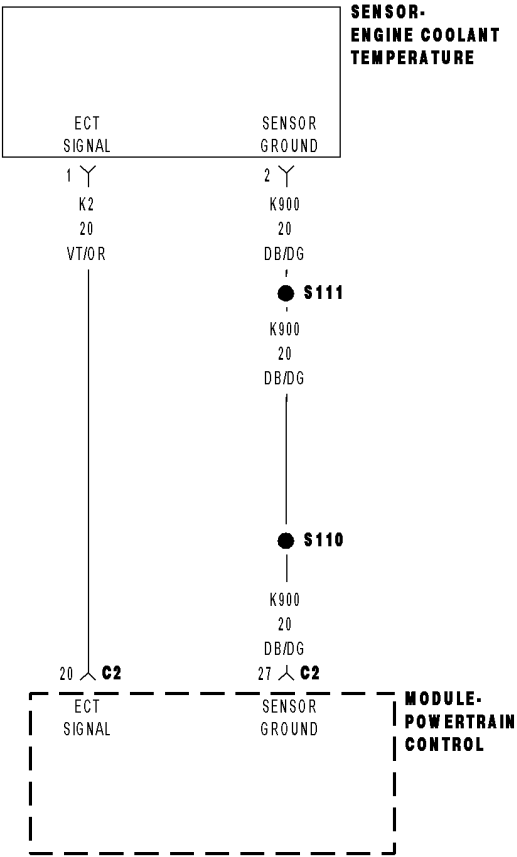 SENSOR-
ENGINE COOLANT
TEMPERATURE
ECT SENSOR
SIGNAL GROUND
1 2
K2 K900
20 20
VT/OR DB/DG
S111
K900
20
DB/DG
S110
K900
20
DB/DG
20 C2 27 C2
ECT SENSOR
SIGNAL GROUND
MODULE-
POWERTRAIN
CONTROL